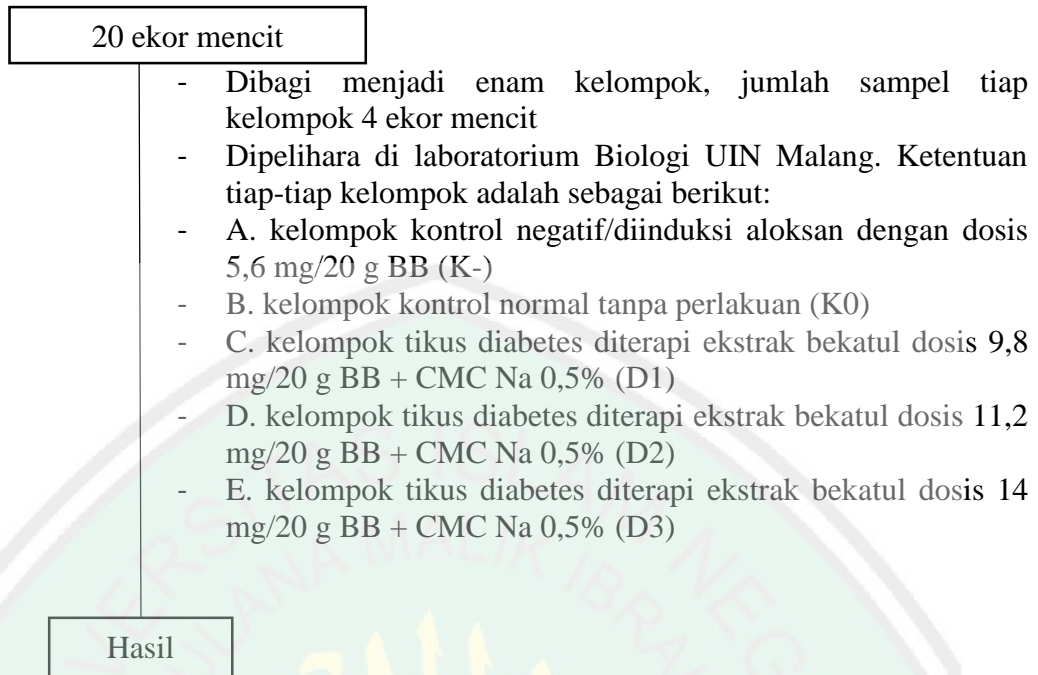 20 ekor mencit
- Dibagi menjadi enam kelompok, jumlah sampel tiap
kelompok 4 ekor mencit
- Dipelihara di laboratorium Biologi UIN Malang. Ketentuan
tiap-tiap kelompok adalah sebagai berikut:
- A. kelompok kontrol negatif/diinduksi aloksan dengan dosis
5,6 mg/20 g BB (K-)
- B. kelompok kontrol normal tanpa perlakuan (K0)
- C. kelompok tikus diabetes diterapi ekstrak bekatul dosis 9,8
mg/20 g BB + CMC Na 0,5% (D1)
- D. kelompok tikus diabetes diterapi ekstrak bekatul dosis 11,2
mg/20 g BB + CMC Na 0,5% (D2)
- E. kelompok tikus diabetes diterapi ekstrak bekatul dosis 14
mg/20 g BB + CMC Na 0,5% (D3)
Hasil